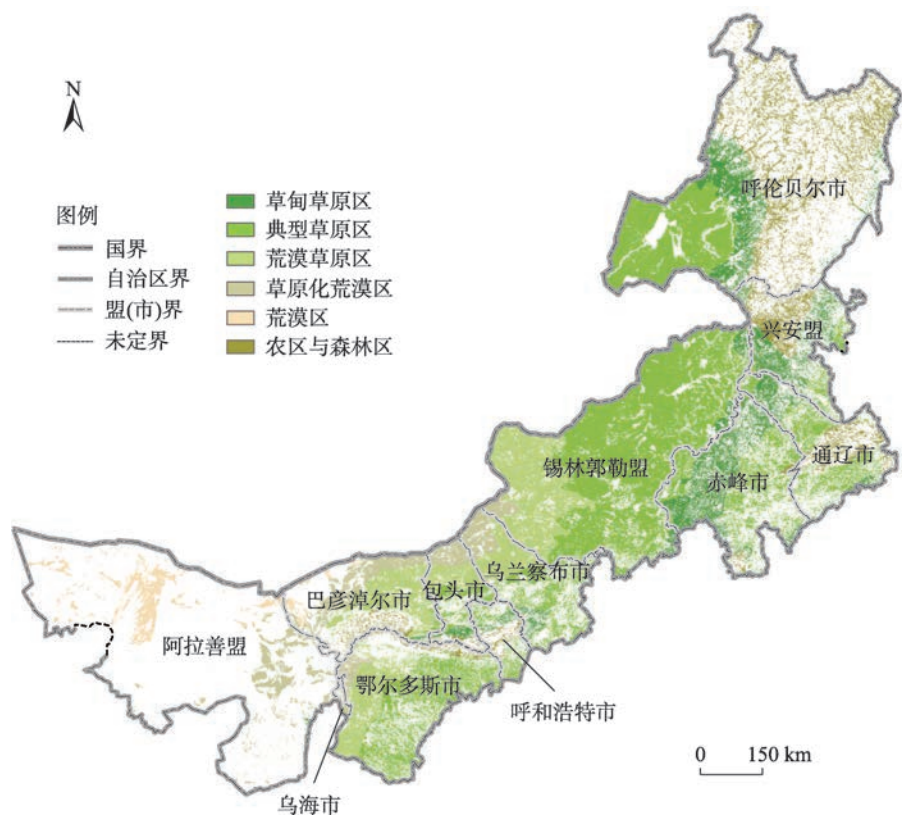 N
图例
国界
自治区界
盟(市)界
未定界
草甸草原区
典型草原区
荒漠草原区
草原化荒漠区
荒漠区
农区与森林区
呼伦贝尔市
兴安盟
通辽市
赤峰市
锡林郭勒盟
乌兰察布市
包头市
巴彦淖尔市
阿拉善盟
鄂尔多斯市
呼和浩特市
乌海市
0 150 km